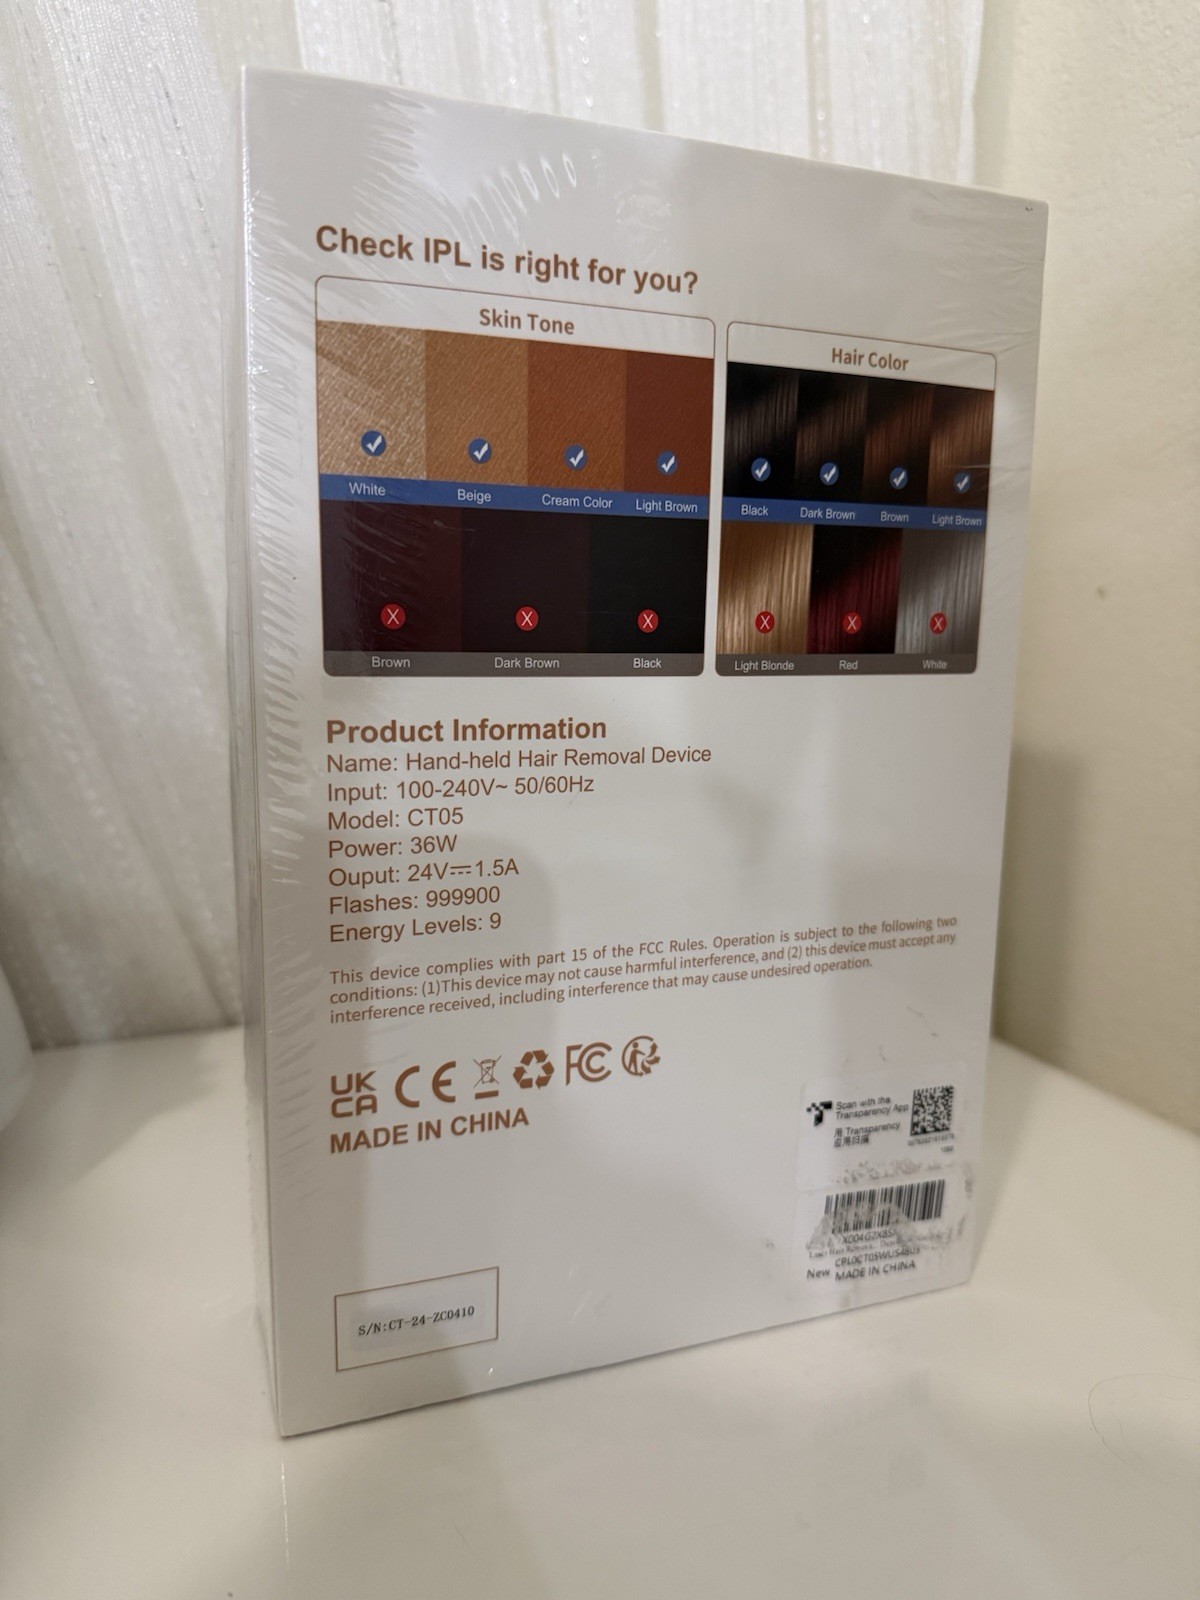 Check IPL is right for you?
Skin Tone
White Beige Cream Color Light Brown
X X X
Brown Dark Brown Black
Hair Color
Black Dark Brown Brown Light Brown
X X X
Light Blonde Red White
Product Information
Name: Hand-held Hair Removal Device
Input: 100-240V~ 50/60Hz
Model: CT05
Power: 36W
Ouput: 24V⎓1.5A
Flashes: 999900
Energy Levels: 9
This device complies with part 15 of the FCC Rules. Operation is subject to the following two
conditions: (1)This device may not cause harmful interference, and (2) this device must accept any
interference received, including interference that may cause undesired operation.
UK
CA CE FC
MADE IN CHINA
Scan with the
Transparency App
用 Transparency
应用扫描
New MADE IN CHINA
S/N:CT-24-ZC0410